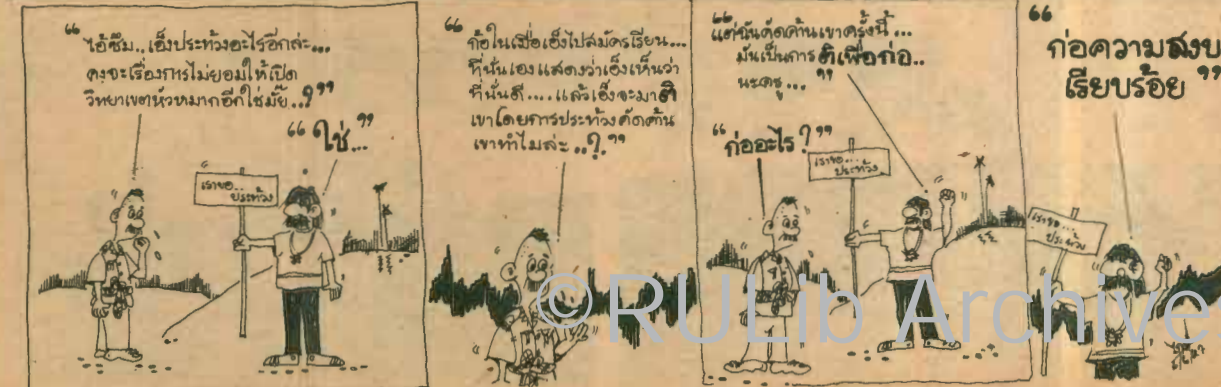 “ ไอ้ซึม..เอ็งประท้วงอะไรอีกล่ะ...
คงจะเรื่องการไม่ยอมให้เปิด
วิทยาเขตหัวหมากอีกใช่มั้ย..?”
“ ใช่...”
เราขอ...
ประท้วง
“ ก้อในเมื่อเอ็งไปสมัครเรียน...
ที่นั่นเองแสดงว่าเอ็งเห็นว่า
ที่นั่นดี.... แล้วเอ็งจะมาติ
เขาโดยการประท้วงคัดค้าน
เขาทำไมล่ะ ..?.”
แต่ฉันคัดค้านเขาครั้งนี้ ...
มันเป็นการ ติเพื่อก่อ..
นะครู... ”
“ ก่ออะไร ? ”
เราขอ...
ประท้วง
“
ก่อความสงบ
เรียบร้อย ”
เราขอ...
ประท้วง
©RULib Archive